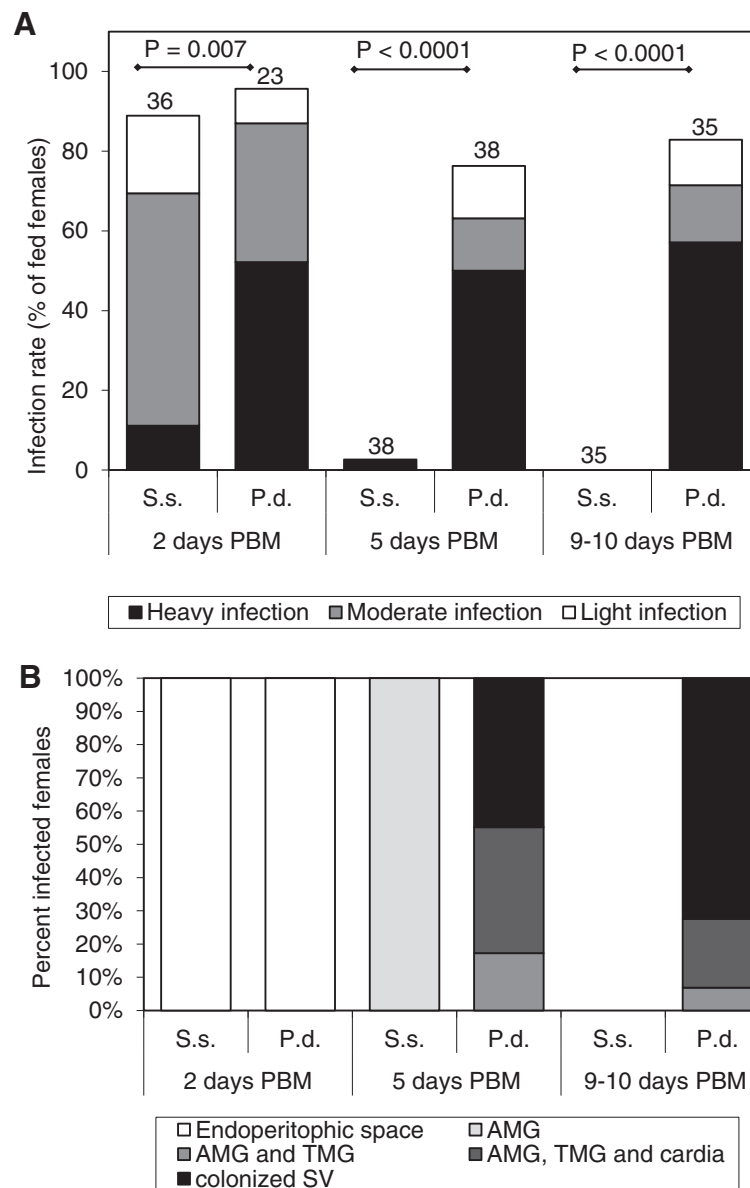 A
P = 0.007
P < 0.0001
P < 0.0001
Infection rate (% of fed females)
100
80
60
40
20
0
36
23
38
38
35
35
S.s.
P.d.
S.s.
P.d.
S.s.
P.d.
2 days PBM
5 days PBM
9-10 days PBM
Heavy infection
Moderate infection
Light infection
B
Percent infected females
100%
90%
80%
70%
60%
50%
40%
30%
20%
10%
0%
S.s.
P.d.
S.s.
P.d.
S.s.
P.d.
2 days PBM
5 days PBM
9-10 days PBM
Endoperitophic space
AMG
AMG and TMG
AMG, TMG and cardia
colonized SV